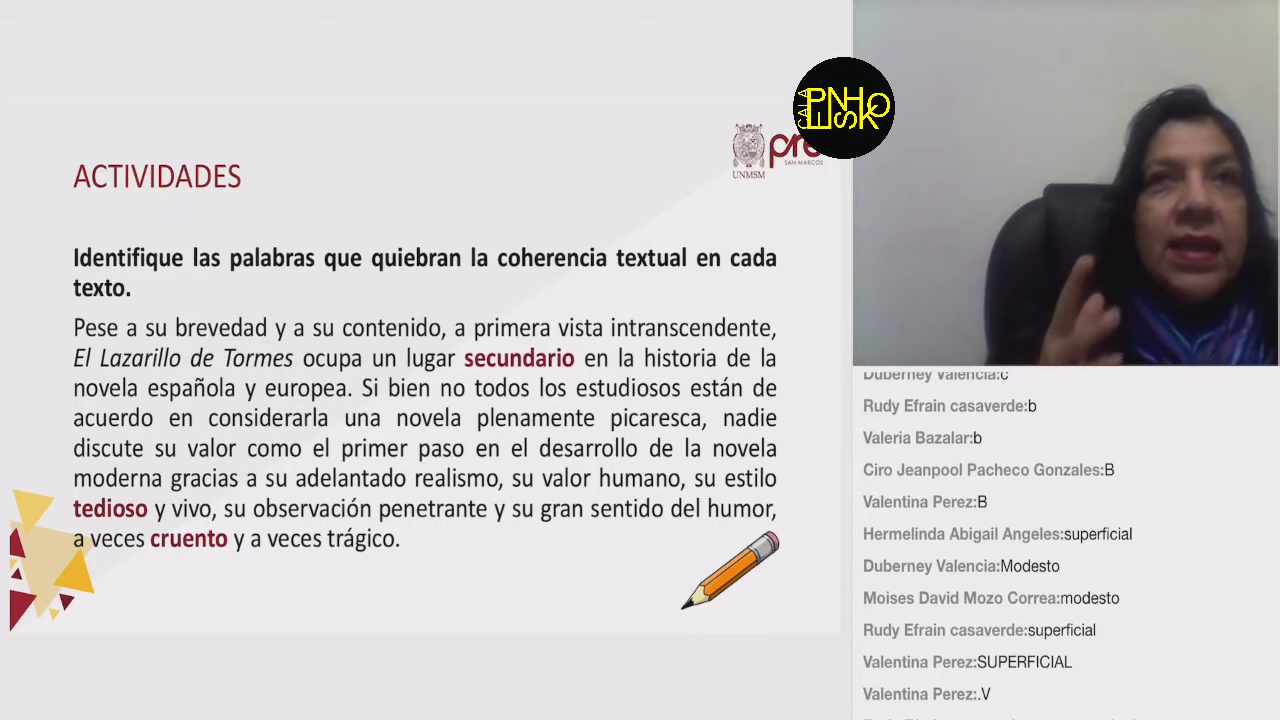 CALA
PENHOESK
pre
SAN MARCOS
UNMSM
ACTIVIDADES
Identifique las palabras que quiebran la coherencia textual en cada
texto.
Pese a su brevedad y a su contenido, a primera vista intranscendente,
El Lazarillo de Tormes ocupa un lugar secundario en la historia de la
novela española y europea. Si bien no todos los estudiosos están de
acuerdo en considerarla una novela plenamente picaresca, nadie
discute su valor como el primer paso en el desarrollo de la novela
moderna gracias a su adelantado realismo, su valor humano, su estilo
tedioso y vivo, su observación penetrante y su gran sentido del humor,
a veces cruento y a veces trágico.
Duberney Valencia:c
Rudy Efrain casaverde:b
Valeria Bazalar:b
Ciro Jeanpool Pacheco Gonzales:B
Valentina Perez:B
Hermelinda Abigail Angeles:superficial
Duberney Valencia:Modesto
Moises David Mozo Correa:modesto
Rudy Efrain casaverde:superficial
Valentina Perez:SUPERFICIAL
Valentina Perez:.V